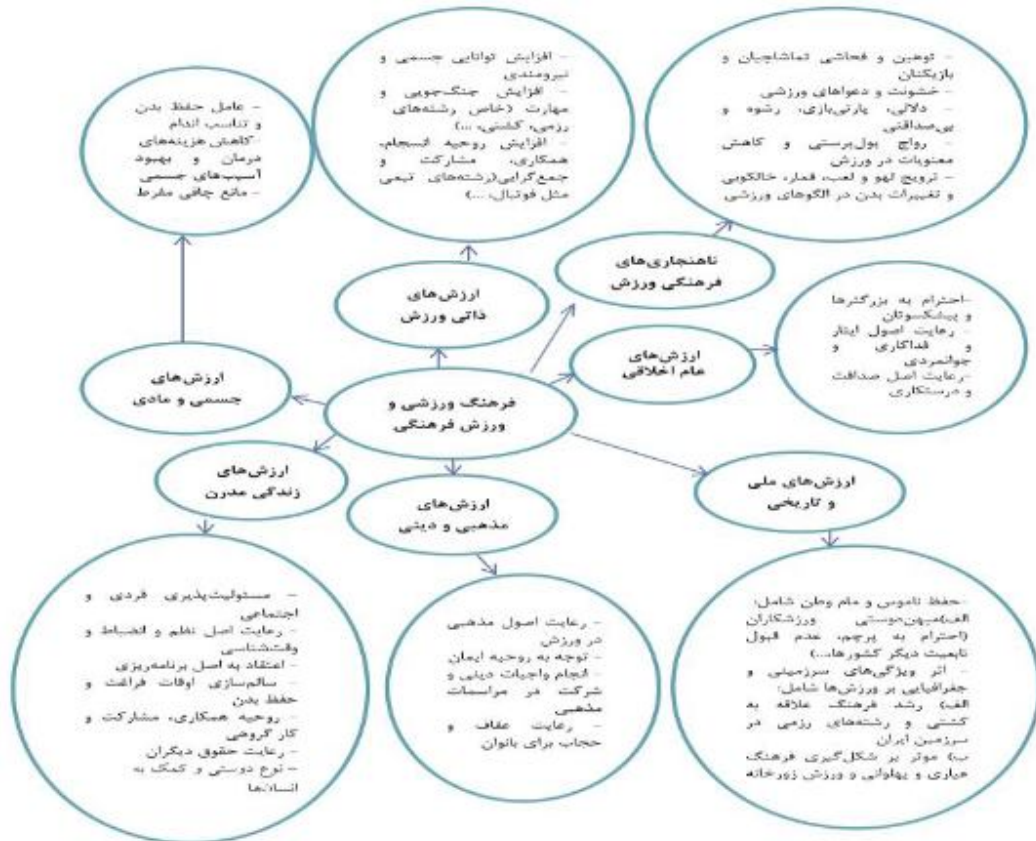 - افزایش توانایی جسمی و
نیرومندی
- افزایش جنگ‌جویی و
مهارت (خاص رشته‌های
رزمی، کشتی، ...)
- افزایش روحیه انسجام،
همکاری، مشارکت و
جمع‌گرایی(رشته‌های تیمی
مثل فوتبال، ...)
- توهین و فحاشی تماشاچیان و
بازیکنان
- خشونت و دعواهای ورزشی
- دلالی، پارتی‌بازی، رشوه و
بی‌صداقتی
- رواج پول‌پرستی و کاهش
معنویات در ورزش
- ترویج لهو و لعب، قمار، خالکوبی
و تغییرات بدن در الگوهای ورزشی
- عامل حفظ بدن
و تناسب اندام
-کاهش هزینه‌های
درمان و بهبود
آسیب‌های جسمی
- مانع چاقی مفرط
ناهنجاری‌های
فرهنگی ورزش
ارزش‌های
ذاتی ورزش
-احترام به بزرگترها
و پیشکسوتان
- رعایت اصول ایثار
و فداکاری و
جوانمردی
-رعایت اصل صداقت
و درستکاری
ارزش‌های
عام اخلاقی
ارزش‌های
جسمی و مادی
فرهنگ ورزشی و
ورزش فرهنگی
ارزش‌های
زندگی مدرن
ارزش‌های
مذهبی و دینی
ارزش‌های ملی
و تاریخی
- مسئولیت‌پذیری فردی و
اجتماعی
- رعایت اصل نظم و انضباط و
وقت‌شناسی
- اعتقاد به اصل برنامه‌ریزی
- سالم‌سازی اوقات فراغت و
حفظ بدن
- روحیه همکاری، مشارکت و
کار گروهی
- رعایت حقوق دیگران
- نوع دوستی و کمک به
انسان‌ها
- رعایت اصول مذهبی
در ورزش
- توجه به روحیه ایمان
- انجام واجبات دینی و
شرکت در مراسمات
مذهبی
- رعایت عفاف و
حجاب برای بانوان
-حفظ ناموس و مام وطن شامل:
الف)میهن‌دوستی ورزشکاران
(احترام به پرچم، عدم قبول
تابعیت دیگر کشورها،...)
- اثر ویژگی‌های سرزمینی و
جغرافیایی بر ورزش‌ها شامل:
الف) رشد فرهنگ علاقه به
کشتی و رشته‌های رزمی در
سرزمین ایران
ب) موثر بر شکل‌گیری فرهنگ
عیاری و پهلوانی و ورزش زورخانه